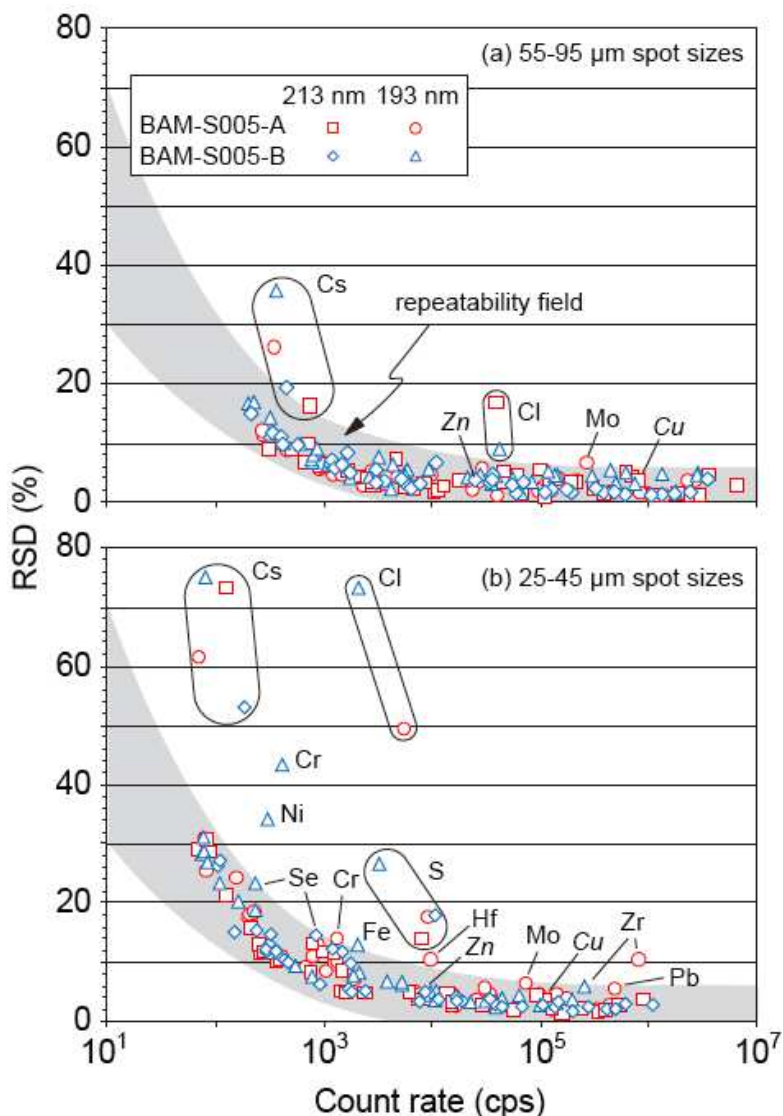 80
(a) 55-95 µm spot sizes
213 nm 193 nm
BAM-S005-A
BAM-S005-B
60
40
Cs
repeatability field
20
Cl
Zn
Mo
Cu
0
RSD (%)
80
Cs
Cl
(b) 25-45 µm spot sizes
60
40
Cr
Ni
S
20
Se
Cr
Fe
Hf
Zn
Mo
Cu
Zr
Pb
0
10¹ 10³ 10⁵ 10⁷
Count rate (cps)